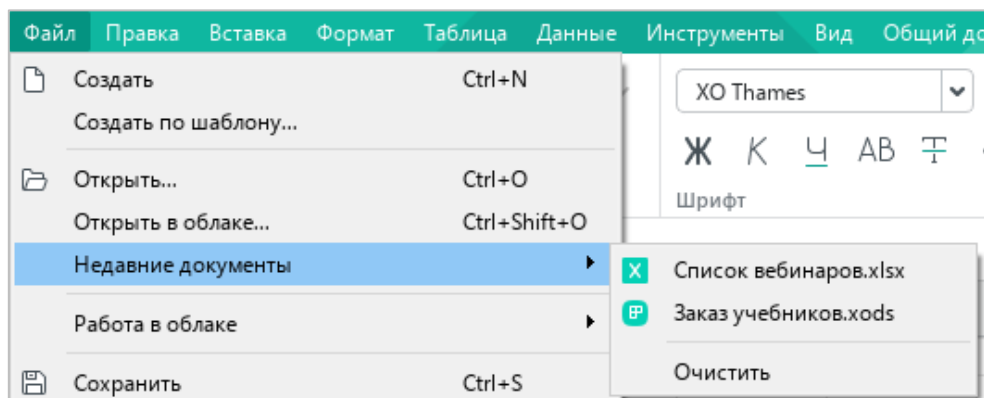 Файл Правка Вставка Формат Таблица Данные Инструменты Вид Общий до
Создать Ctrl+N
Создать по шаблону...
Открыть... Ctrl+O
Открыть в облаке... Ctrl+Shift+O
Недавние документы
Работа в облаке
Сохранить Ctrl+S
XO Thames
Ж К Ч АВ Т
Шрифт
Список вебинаров.xlsx
Заказ учебников.xods
Очистить